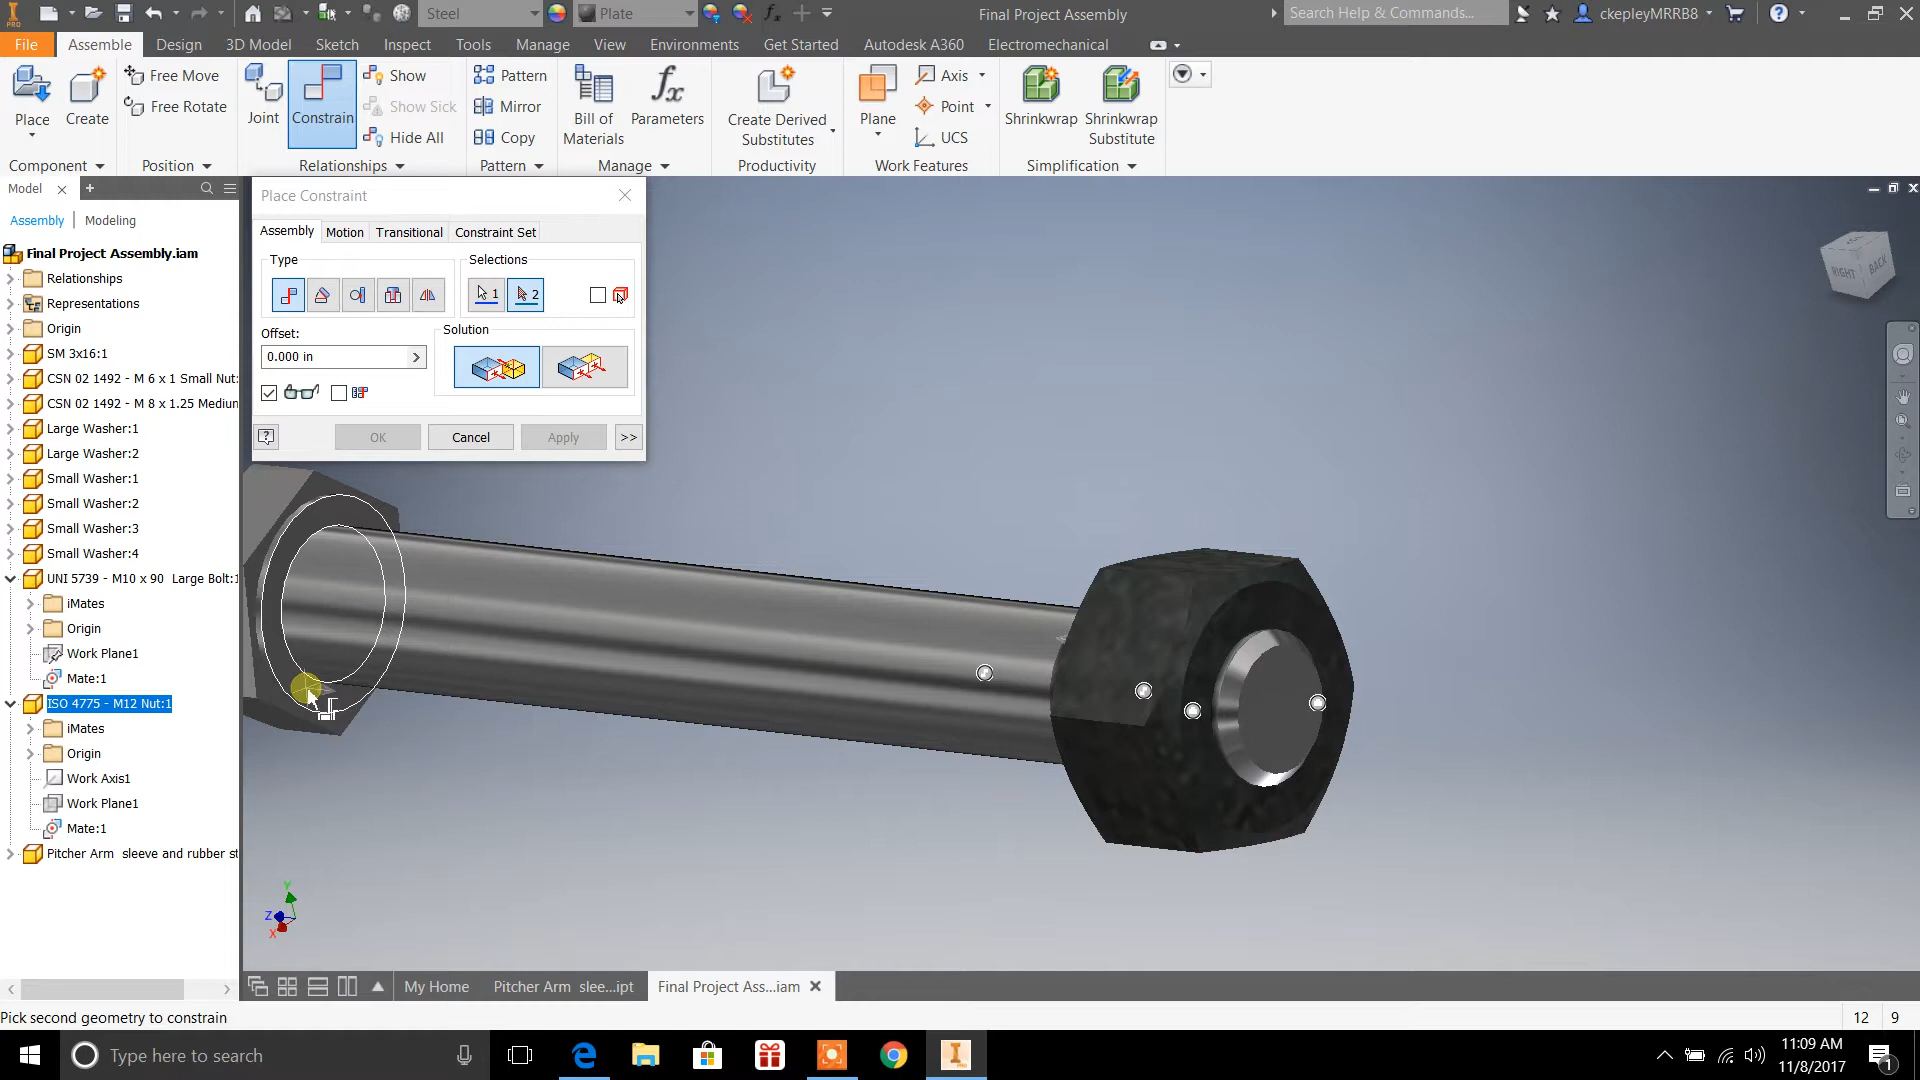 Steel
Plate
Final Project Assembly
Search Help & Commands...
ckepleyMRRB8
PRO
File
Assemble
Design
3D Model
Sketch
Inspect
Tools
Manage
View
Environments
Get Started
Autodesk A360
Electromechanical
Place
Create
Free Move
Free Rotate
Joint
Constrain
Show
Show Sick
Hide All
Pattern
Mirror
Copy
Bill of
Materials
Parameters
Create Derived
Substitutes
Plane
Axis
Point
UCS
Shrinkwrap
Shrinkwrap
Substitute
Component
Position
Relationships
Pattern
Manage
Productivity
Work Features
Simplification
Model
Assembly
Modeling
Final Project Assembly.iam
Relationships
Representations
Origin
SM 3x16:1
CSN 02 1492 - M 6 x 1 Small Nut:
CSN 02 1492 - M 8 x 1.25 Mediun
Large Washer:1
Large Washer:2
Small Washer:1
Small Washer:2
Small Washer:3
Small Washer:4
UNI 5739 - M10 x 90 Large Bolt:1
iMates
Origin
Work Plane1
Mate:1
ISO 4775 - M12 Nut:1
iMates
Origin
Work Axis1
Work Plane1
Mate:1
Pitcher Arm sleeve and rubber st
Place Constraint
Assembly
Motion
Transitional
Constraint Set
Type
Selections
1
2
Offset:
0.000 in
Solution
OK
Cancel
Apply
>>
RIGHT
BACK
Y
Z
X
My Home
Pitcher Arm slee...ipt
Final Project Ass...iam
Pick second geometry to constrain
12
9
Type here to search
11:09 AM
11/8/2017
1